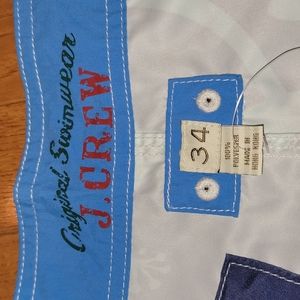 Original Swimwear
J.CREW
34
100%
POLYESTER
MADE IN
HONG KONG